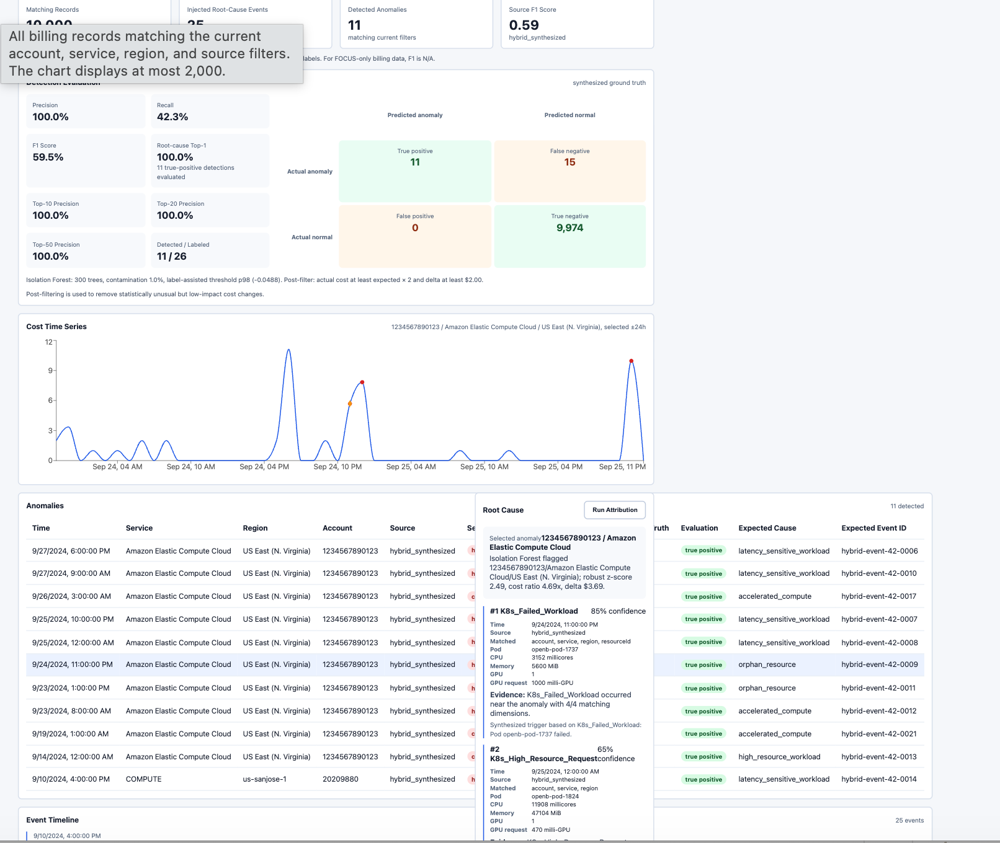 Matching Records
Injected Root-Cause Events
Detected Anomalies
Source F1 Score
10,000
25
11
0.59
matching current filters
hybrid_synthesized
All billing records matching the current
account, service, region, and source filters.
The chart displays at most 2,000.
labels. For FOCUS-only billing data, F1 is N/A.
Detection Evaluation
synthesized ground truth
Precision
100.0%
Recall
42.3%
F1 Score
59.5%
Root-cause Top-1
100.0%
11 true-positive detections
evaluated
Top-10 Precision
100.0%
Top-20 Precision
100.0%
Top-50 Precision
100.0%
Detected / Labeled
11 / 26
Predicted anomaly
Predicted normal
Actual anomaly
True positive
11
False negative
15
Actual normal
False positive
0
True negative
9,974
Isolation Forest: 300 trees, contamination 1.0%, label-assisted threshold p98 (-0.0488). Post-filter: actual cost at least expected × 2 and delta at least $2.00.
Post-filtering is used to remove statistically unusual but low-impact cost changes.
Cost Time Series
1234567890123 / Amazon Elastic Compute Cloud / US East (N. Virginia), selected ±24h
12
9
6
3
0
Sep 24, 04 AM
Sep 24, 10 AM
Sep 24, 04 PM
Sep 24, 10 PM
Sep 25, 04 AM
Sep 25, 10 AM
Sep 25, 04 PM
Sep 25, 11 PM
Anomalies
11 detected
Time Service Region Account Source Se ruth Evaluation Expected Cause Expected Event ID
9/27/2024, 6:00:00 PM Amazon Elastic Compute Cloud US East (N. Virginia) 1234567890123 hybrid_synthesized h true positive latency_sensitive_workload hybrid-event-42-0006
9/27/2024, 9:00:00 AM Amazon Elastic Compute Cloud US East (N. Virginia) 1234567890123 hybrid_synthesized h true positive latency_sensitive_workload hybrid-event-42-0010
9/26/2024, 3:00:00 AM Amazon Elastic Compute Cloud US East (N. Virginia) 1234567890123 hybrid_synthesized c true positive accelerated_compute hybrid-event-42-0017
9/25/2024, 10:00:00 PM Amazon Elastic Compute Cloud US East (N. Virginia) 1234567890123 hybrid_synthesized h true positive latency_sensitive_workload hybrid-event-42-0007
9/25/2024, 12:00:00 AM Amazon Elastic Compute Cloud US East (N. Virginia) 1234567890123 hybrid_synthesized h true positive latency_sensitive_workload hybrid-event-42-0008
9/24/2024, 11:00:00 PM Amazon Elastic Compute Cloud US East (N. Virginia) 1234567890123 hybrid_synthesized h true positive orphan_resource hybrid-event-42-0009
9/23/2024, 1:00:00 PM Amazon Elastic Compute Cloud US East (N. Virginia) 1234567890123 hybrid_synthesized h true positive orphan_resource hybrid-event-42-0011
9/23/2024, 8:00:00 AM Amazon Elastic Compute Cloud US East (N. Virginia) 1234567890123 hybrid_synthesized h true positive accelerated_compute hybrid-event-42-0012
9/19/2024, 1:00:00 AM Amazon Elastic Compute Cloud US East (N. Virginia) 1234567890123 hybrid_synthesized c true positive accelerated_compute hybrid-event-42-0021
9/14/2024, 12:00:00 AM Amazon Elastic Compute Cloud US East (N. Virginia) 1234567890123 hybrid_synthesized c true positive high_resource_workload hybrid-event-42-0013
9/10/2024, 4:00:00 PM COMPUTE us-sanjose-1 20209880 hybrid_synthesized h true positive latency_sensitive_workload hybrid-event-42-0014
Root Cause
Run Attribution
Selected anomaly1234567890123 / Amazon
Elastic Compute Cloud
Isolation Forest flagged
1234567890123/Amazon Elastic Compute
Cloud/US East (N. Virginia); robust z-score
2.49, cost ratio 4.69x, delta $3.69.
#1 K8s_Failed_Workload 85% confidence
Time 9/24/2024, 11:00:00 PM
Source hybrid_synthesized
Matched account, service, region, resourceId
Pod openb-pod-1737
CPU 3152 millicores
Memory 5600 MiB
GPU 1
GPU request 1000 milli-GPU
Evidence: K8s_Failed_Workload occurred
near the anomaly with 4/4 matching
dimensions.
Synthesized trigger based on K8s_Failed_Workload:
Pod openb-pod-1737 failed.
#2 65%
K8s_High_Resource_Request confidence
Time 9/25/2024, 12:00:00 AM
Source hybrid_synthesized
Matched account, service, region
Pod openb-pod-1824
CPU 11908 millicores
Memory 47104 MiB
GPU 1
GPU request 470 milli-GPU
Event Timeline
25 events
9/10/2024, 4:00:00 PM